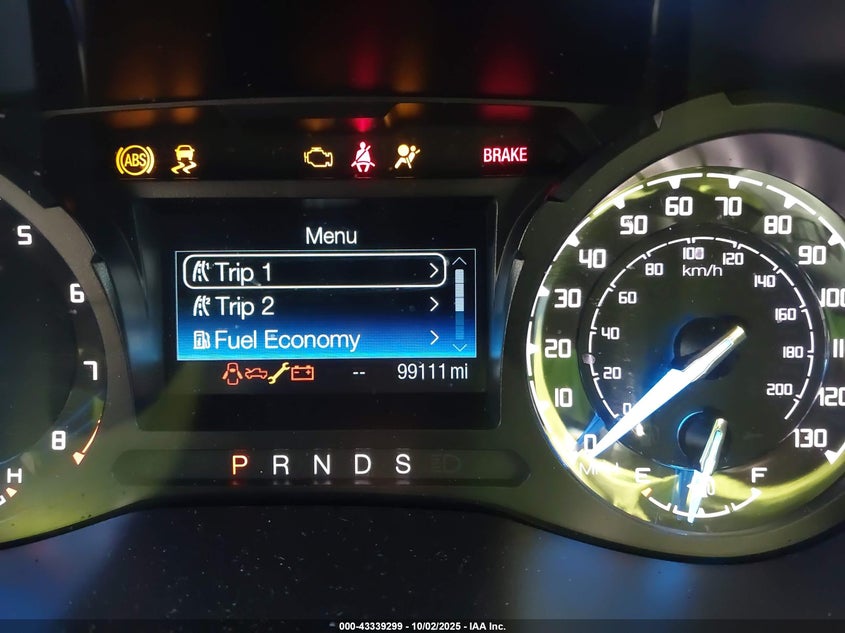 ABS
BRAKE
Menu
Trip 1
Trip 2
Fuel Economy
-- 99111 mi
P R N D S
5
6
7
8
H
0 10 20 30 40 50 60 70 80 90 100
120 130
km/h
0 20 40 60 80 100 120 140 160 180 200
E F
000-43339299 - 10/02/2025 - IAA Inc.